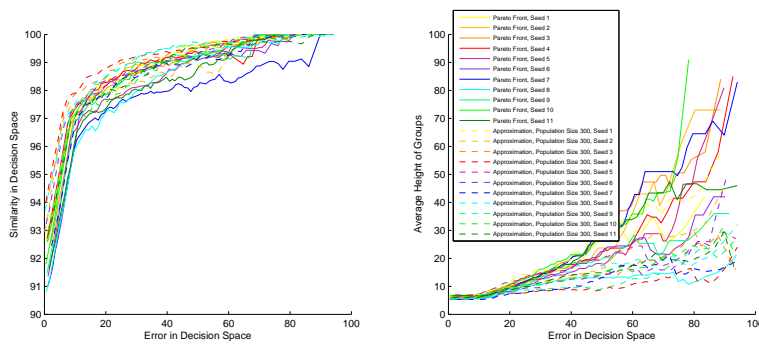 100
99
98
97
96
95
94
93
92
91
90
0
20
40
60
80
100
Similarity in Decision Space
Error in Decision Space
100
90
80
70
60
50
40
30
20
10
0
0
20
40
60
80
100
Average Height of Groups
Error in Decision Space
Pareto Front, Seed 1
Pareto Front, Seed 2
Pareto Front, Seed 3
Pareto Front, Seed 4
Pareto Front, Seed 5
Pareto Front, Seed 6
Pareto Front, Seed 7
Pareto Front, Seed 8
Pareto Front, Seed 9
Pareto Front, Seed 10
Pareto Front, Seed 11
Approximation, Population Size 300, Seed 1
Approximation, Population Size 300, Seed 2
Approximation, Population Size 300, Seed 3
Approximation, Population Size 300, Seed 4
Approximation, Population Size 300, Seed 5
Approximation, Population Size 300, Seed 6
Approximation, Population Size 300, Seed 7
Approximation, Population Size 300, Seed 8
Approximation, Population Size 300, Seed 9
Approximation, Population Size 300, Seed 10
Approximation, Population Size 300, Seed 11